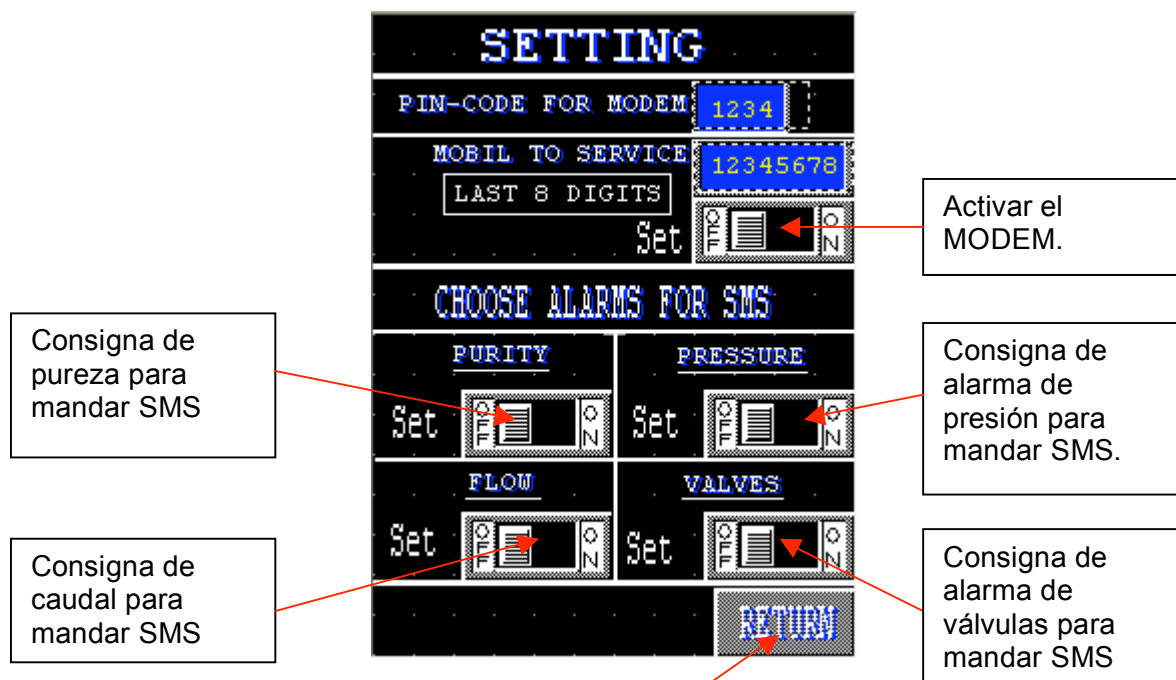 SETTING
PIN-CODE FOR MODEM 1234
MOBIL TO SERVICE 12345678
LAST 8 DIGITS
Set OFF ON
Activar el
MODEM.
CHOOSE ALARMS FOR SMS
Consigna de
pureza para
mandar SMS
PURITY
Set OFF ON
PRESSURE
Set OFF ON
Consigna de
alarma de
presión para
mandar SMS.
Consigna de
caudal para
mandar SMS
FLOW
Set OFF ON
VALVES
Set OFF ON
Consigna de
alarma de
válvulas para
mandar SMS
RETURN